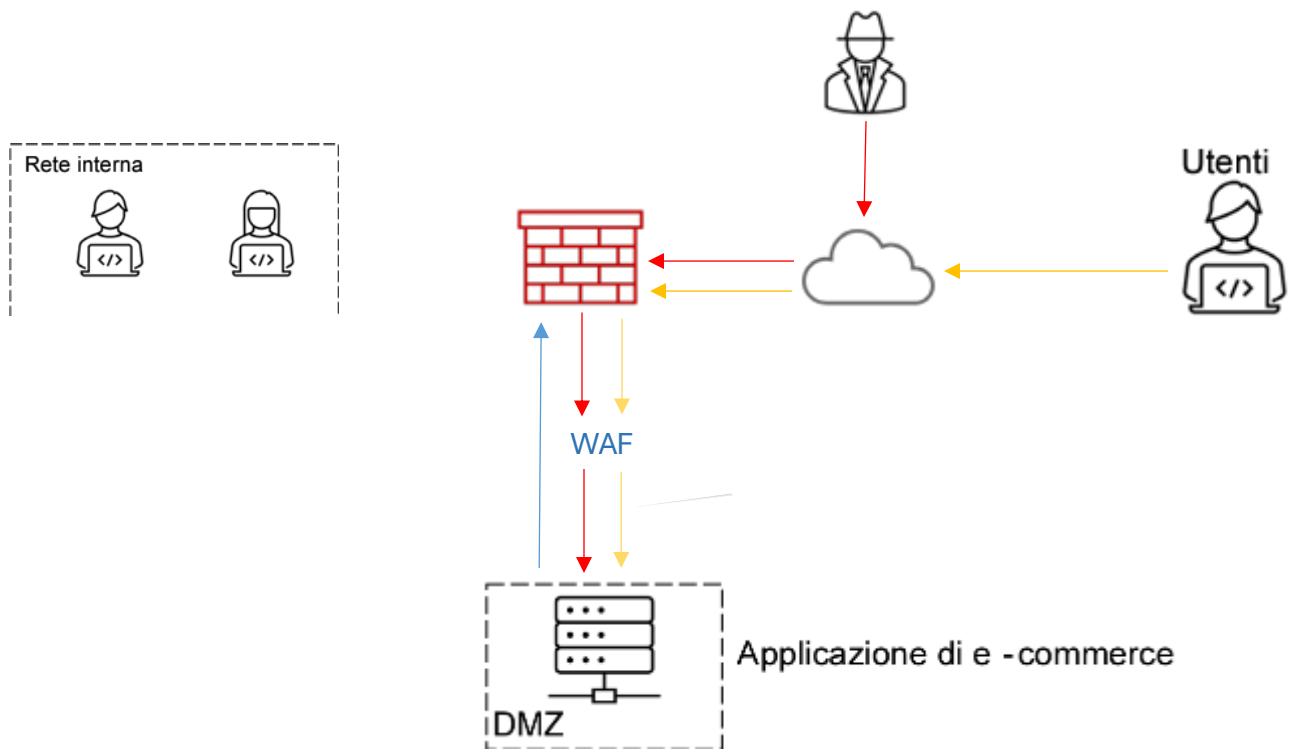 Utenti
Rete interna
</>
</>
</>
WAF
Applicazione di e -commerce
DMZ